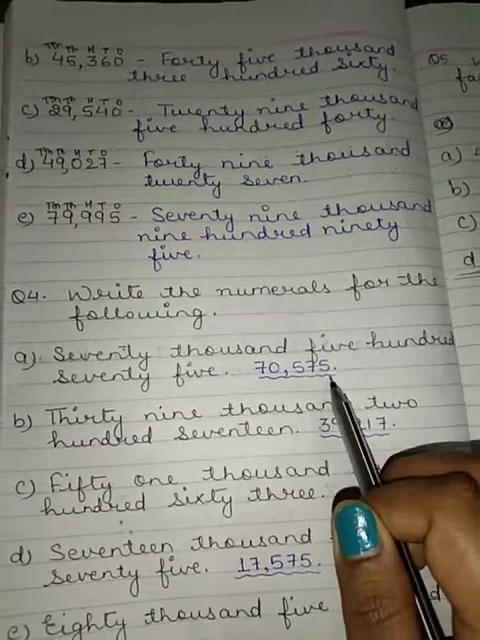 TTh Th H T O
b) 45,360 - Forty five thousand
three hundred sixty.
TTh Th H T O
c) 29,540 - Twenty nine thousand
five hundred forty.
TTh Th H T O
d) 49,027 - Forty nine thousand
twenty seven.
TTh Th H T O
e) 79,995 - Seventy nine thousand
nine hundred ninety
five.
Q4. Write the numerals for the
following.
a). Seventy thousand five hundred
seventy five. 70,575.
b) Thirty nine thousand two
hundred seventeen.
c) Fifty one thousand
hundred sixty three.
d) Seventeen thousand
seventy five. 17,575.
e) Eighty thousand five
Q5.
a)
b)
c)
d